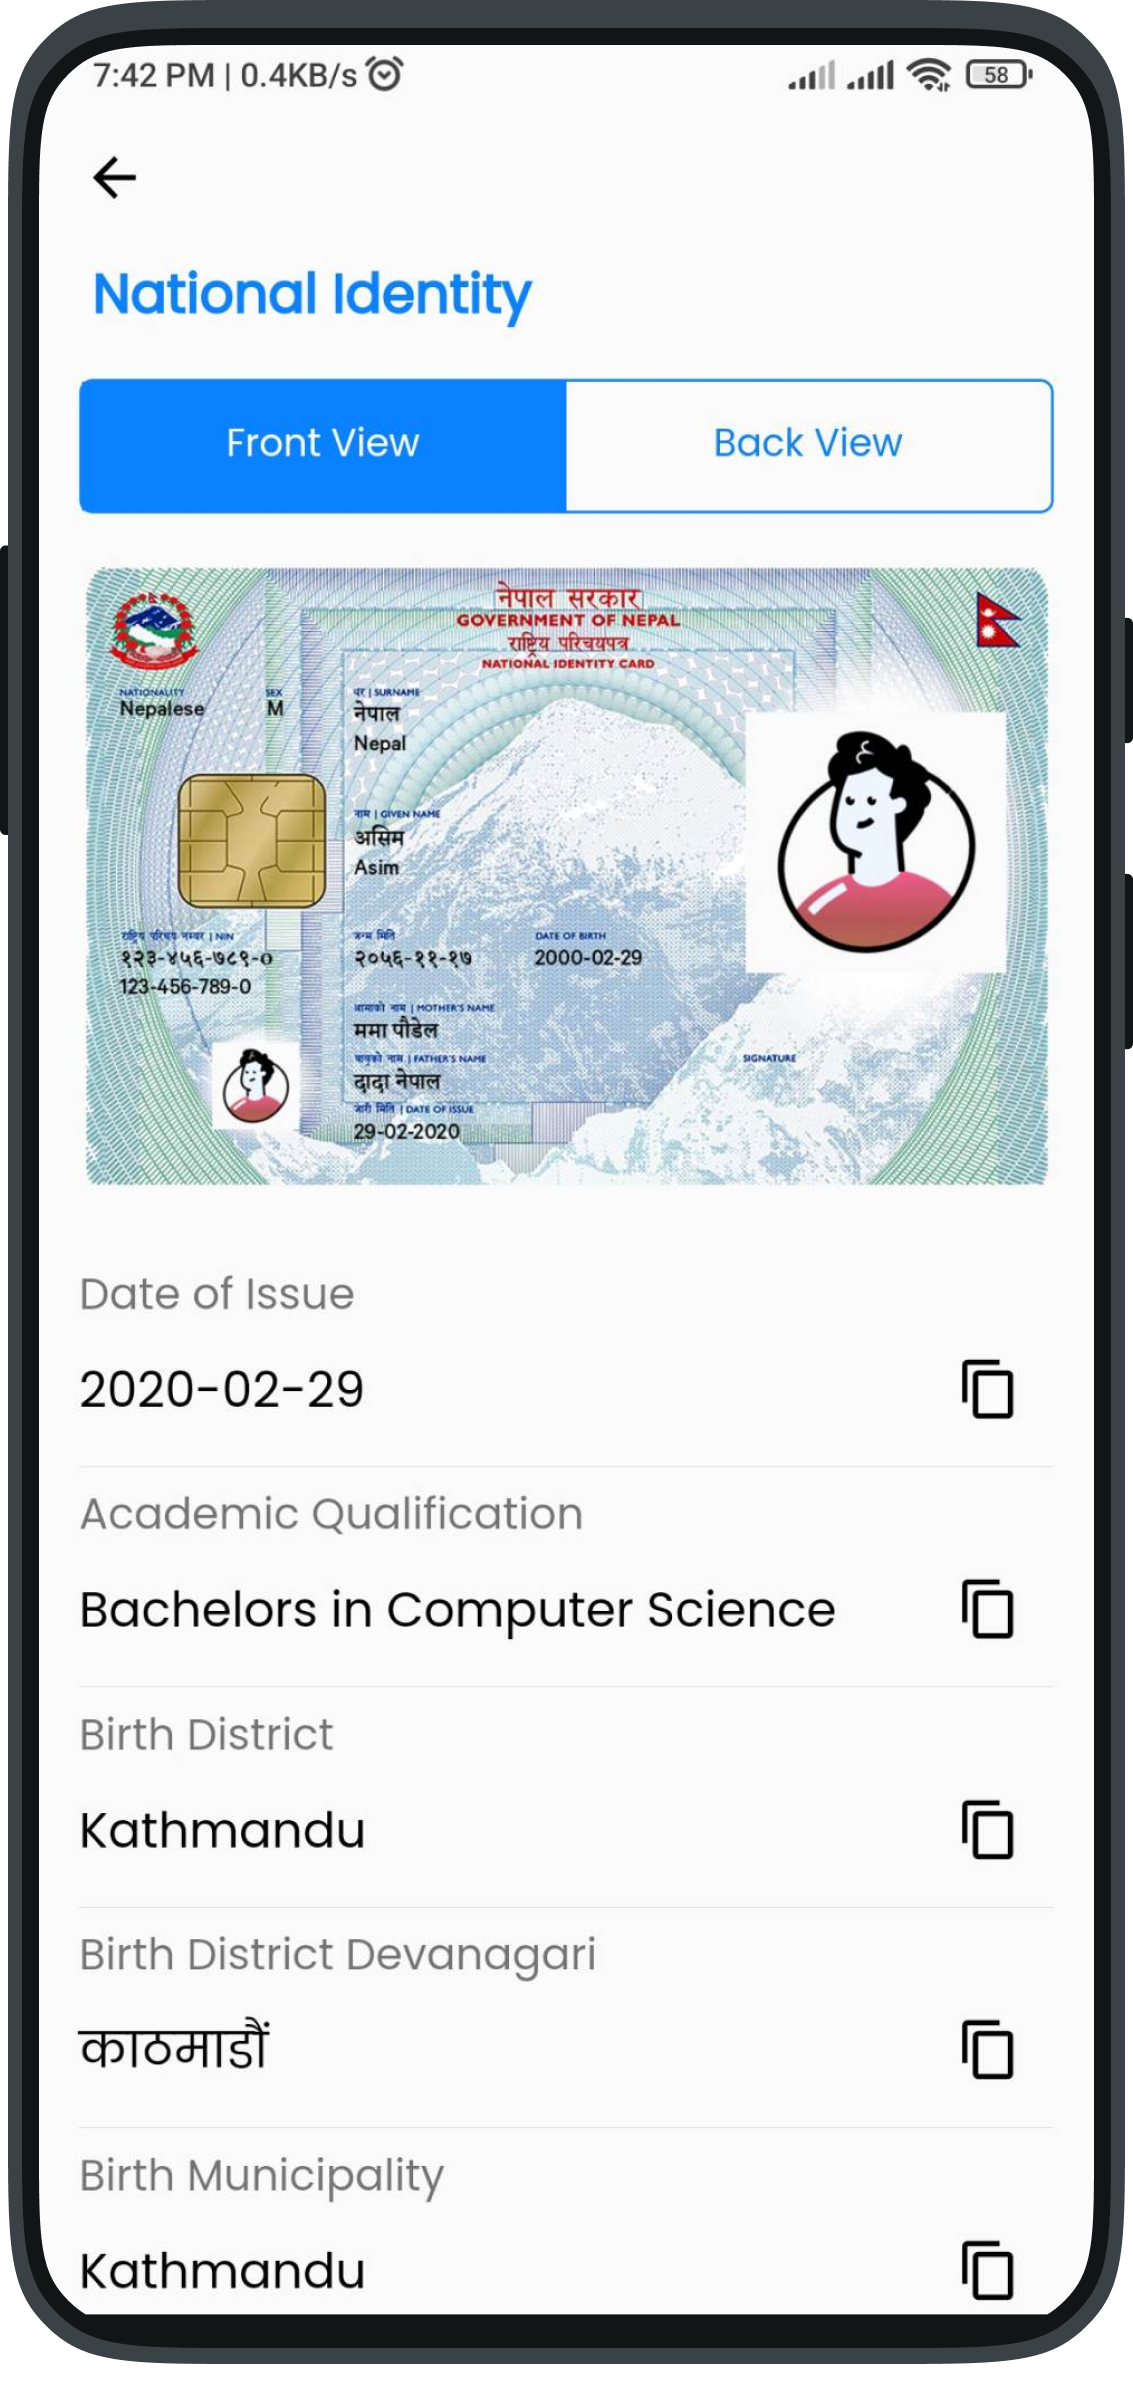 7:42 PM | 0.4KB/s
58
National Identity
Front View
Back View
नेपाल सरकार
GOVERNMENT OF NEPAL
राष्ट्रिय परिचयपत्र
NATIONAL IDENTITY CARD
NATIONALITY
Nepalese
SEX
M
थर | SURNAME
नेपाल
Nepal
नाम | GIVEN NAME
असिम
Asim
राष्ट्रिय परिचय नम्बर | NIN
१२३-४५६-७८९-०
123-456-789-0
जन्म मिति
२०५६-११-१७
DATE OF BIRTH
2000-02-29
आमाको नाम | MOTHER'S NAME
ममा पौडेल
बाबुको नाम | FATHER'S NAME
दादा नेपाल
जारी मिति | DATE OF ISSUE
29-02-2020
SIGNATURE
Date of Issue
2020-02-29
Academic Qualification
Bachelors in Computer Science
Birth District
Kathmandu
Birth District Devanagari
काठमाडौं
Birth Municipality
Kathmandu